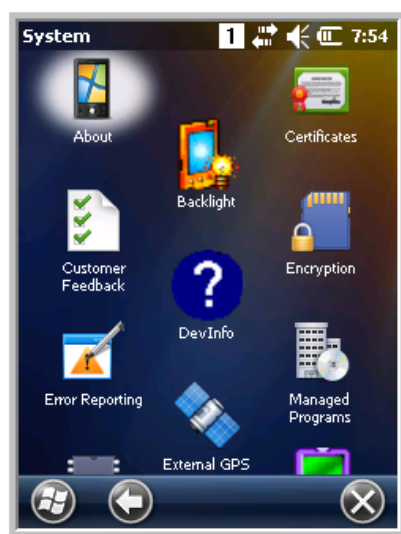 System 1 7:54
About
Certificates
Backlight
Customer
Feedback
Encryption
DevInfo
Error Reporting
Managed
Programs
External GPS